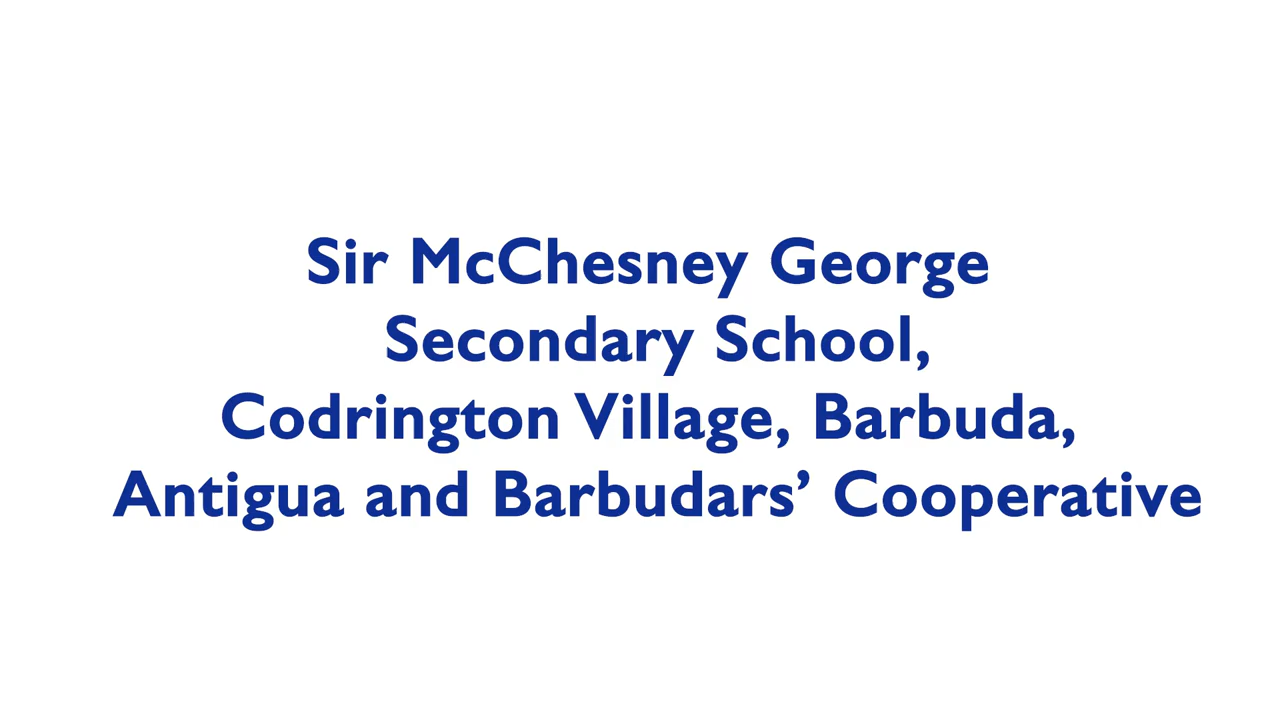 Sir McChesney George
Secondary School,
Codrington Village, Barbuda,
Antigua and Barbudars’ Cooperative